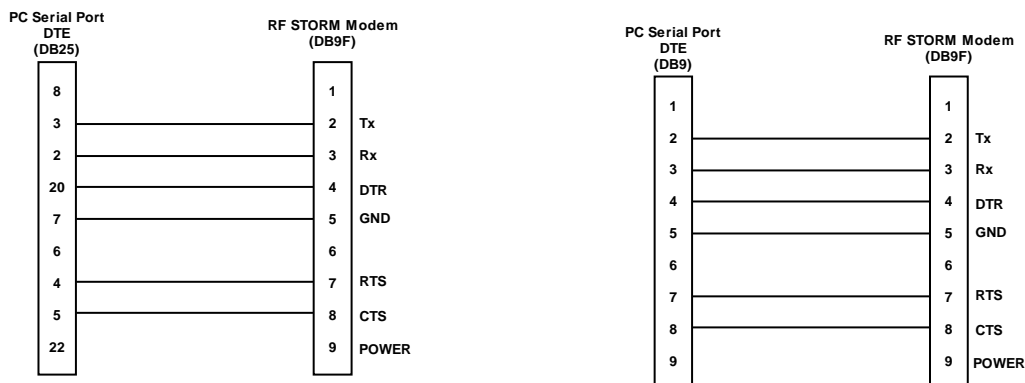 PC Serial Port
DTE
(DB25)
RF STORM Modem
(DB9F)
8 1
3 2 Tx
2 3 Rx
20 4 DTR
7 5 GND
6 6
4 7 RTS
5 8 CTS
22 9 POWER
PC Serial Port
DTE
(DB9)
RF STORM Modem
(DB9F)
1 1
2 2 Tx
3 3 Rx
4 4 DTR
5 5 GND
6 6
7 7 RTS
8 8 CTS
9 9 POWER